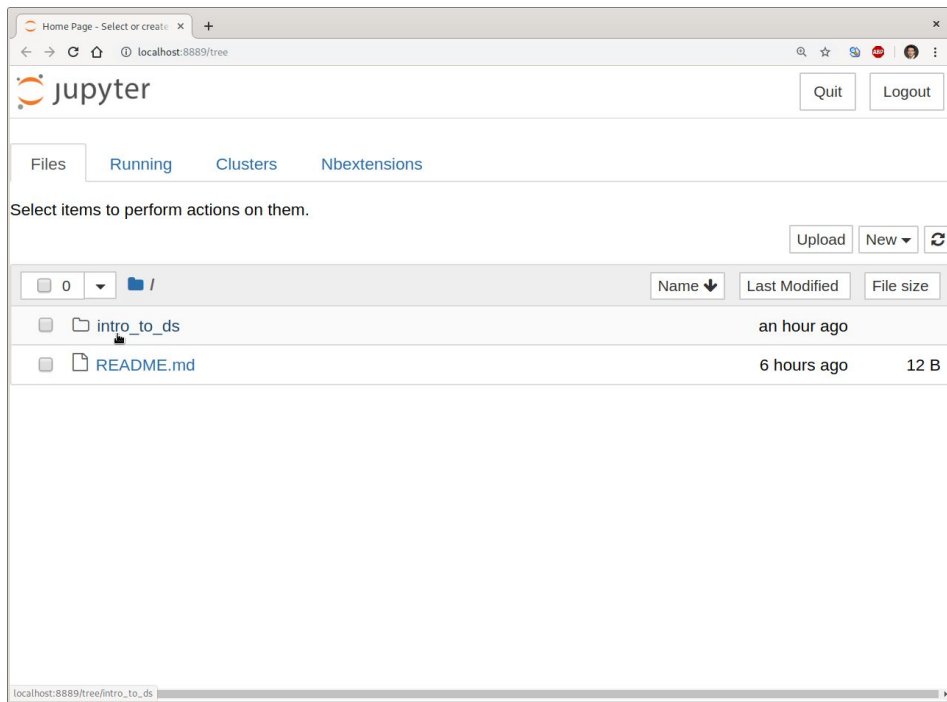 Home Page - Select or create
localhost:8889/tree
ABP
jupyter
Quit Logout
Files Running Clusters Nbextensions
Select items to perform actions on them.
Upload New
0 / Name Last Modified File size
intro_to_ds an hour ago
README.md 6 hours ago 12 B
localhost:8889/tree/intro_to_ds